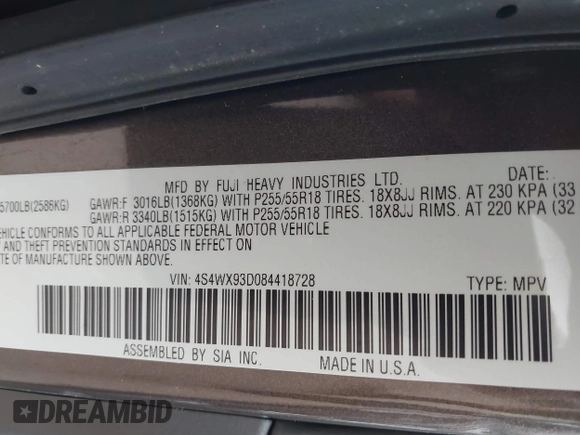 MFD. BY FUJI HEAVY INDUSTRIES LTD. DATE:
5700LB(2586KG) GAWR:F 3016LB(1368KG) WITH P255/55R18 TIRES. 18X8JJ RIMS. AT 230 KPA (33
GAWR:R 3340LB(1515KG) WITH P255/55R18 TIRES. 18X8JJ RIMS. AT 220 KPA (32
VEHICLE CONFORMS TO ALL APPLICABLE FEDERAL MOTOR VEHICLE
AND THEFT PREVENTION STANDARDS IN EFFECT ON
DATE OF MANUFACTURE SHOWN ABOVE.
VIN: 4S4WX93D084418728 TYPE: MPV
ASSEMBLED BY SIA INC. MADE IN U.S.A.
DREAMBID